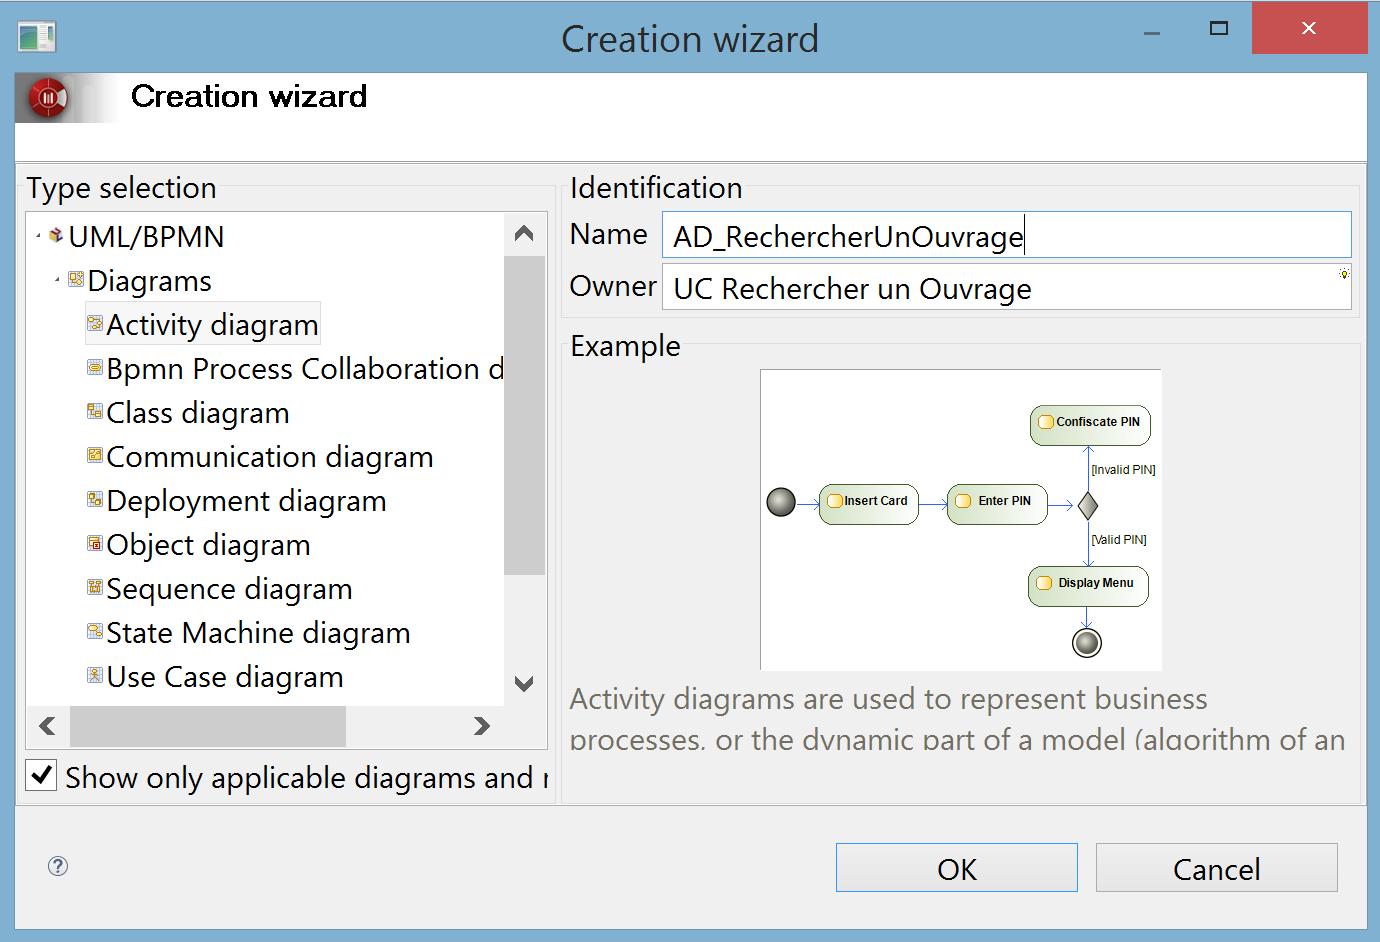 Creation wizard
Creation wizard
Type selection
UML/BPMN
Diagrams
Activity diagram
Bpmn Process Collaboration d
Class diagram
Communication diagram
Deployment diagram
Object diagram
Sequence diagram
State Machine diagram
Use Case diagram
Show only applicable diagrams and r
Identification
Name AD_RechercherUnOuvrage
Owner UC Rechercher un Ouvrage
Example
Confiscate PIN
[Invalid PIN]
Insert Card
Enter PIN
[Valid PIN]
Display Menu
Activity diagrams are used to represent business
processes, or the dynamic part of a model (algorithm of an
OK
Cancel